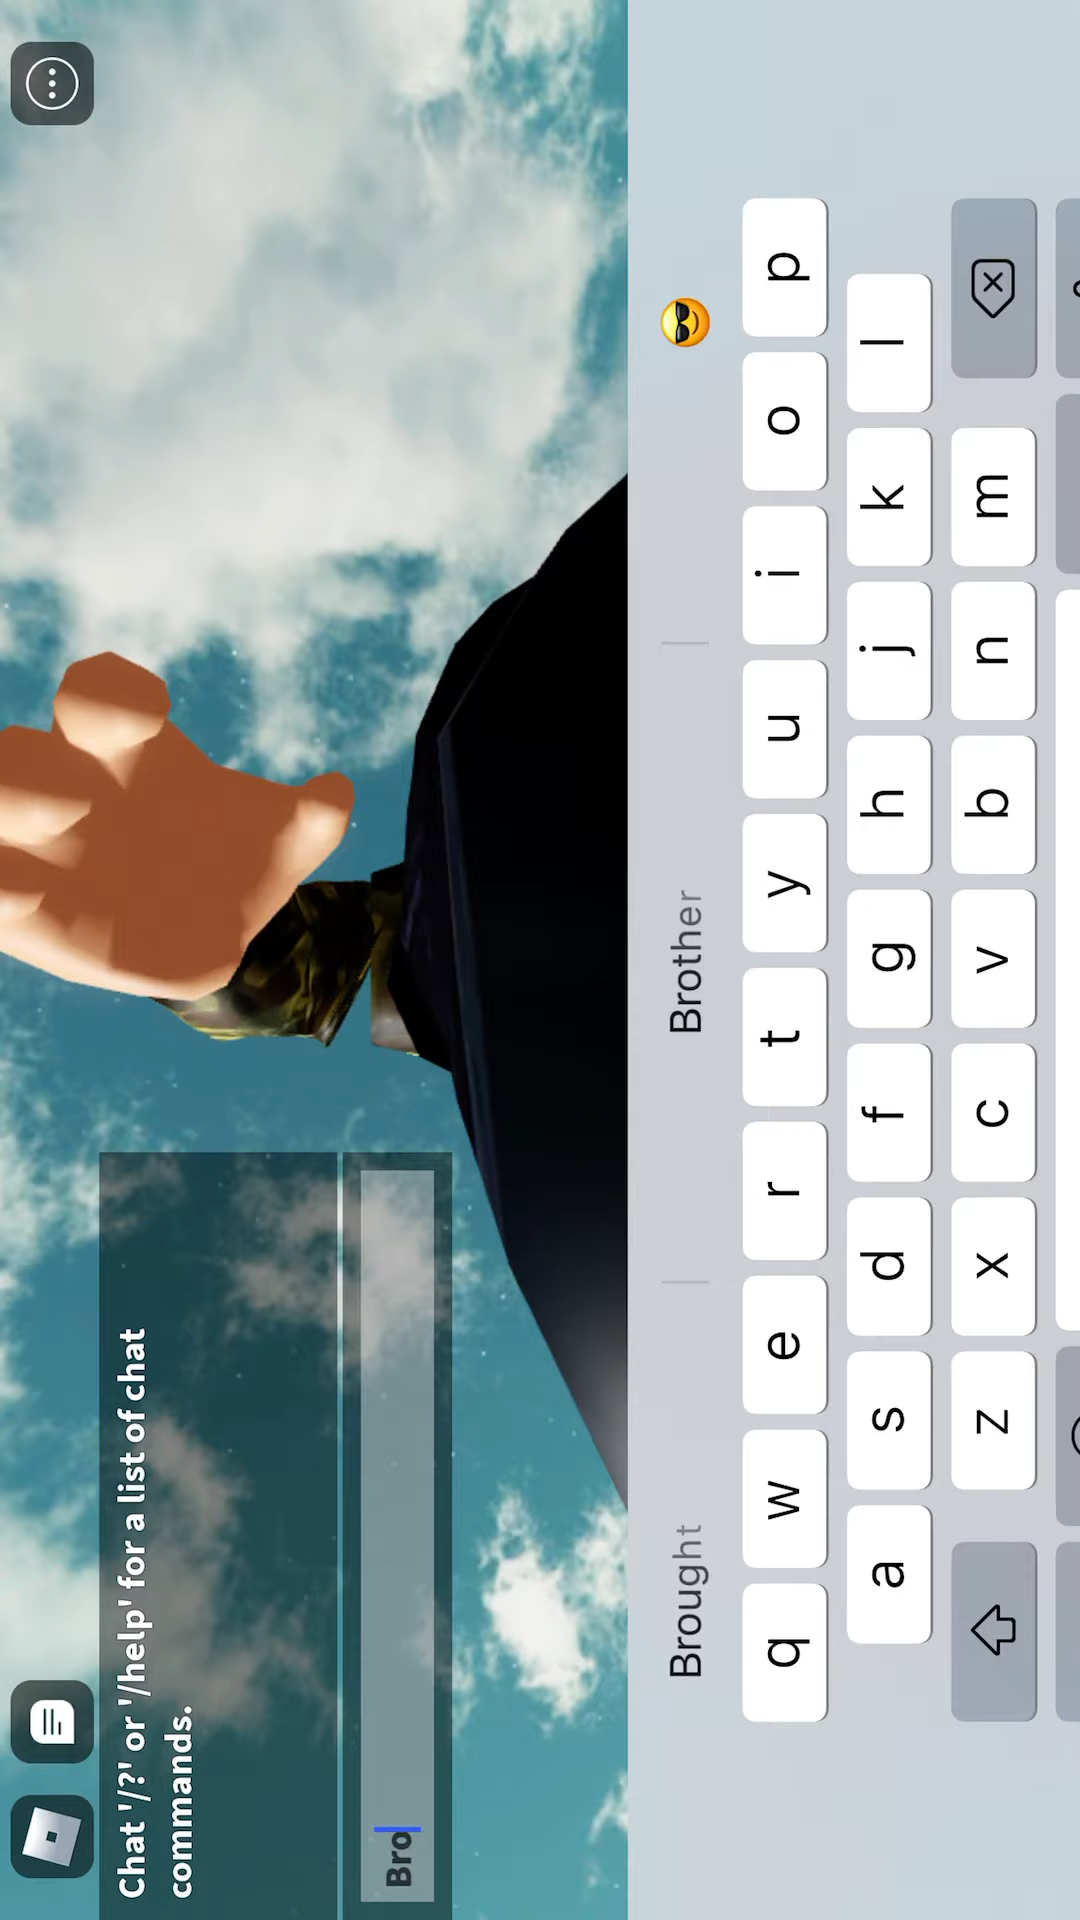 Chat '/?' or '/help' for a list of chat
commands.
Bro
Brought
Brother
q w e r t y u i o p
a s d f g h j k l
z x c v b n m